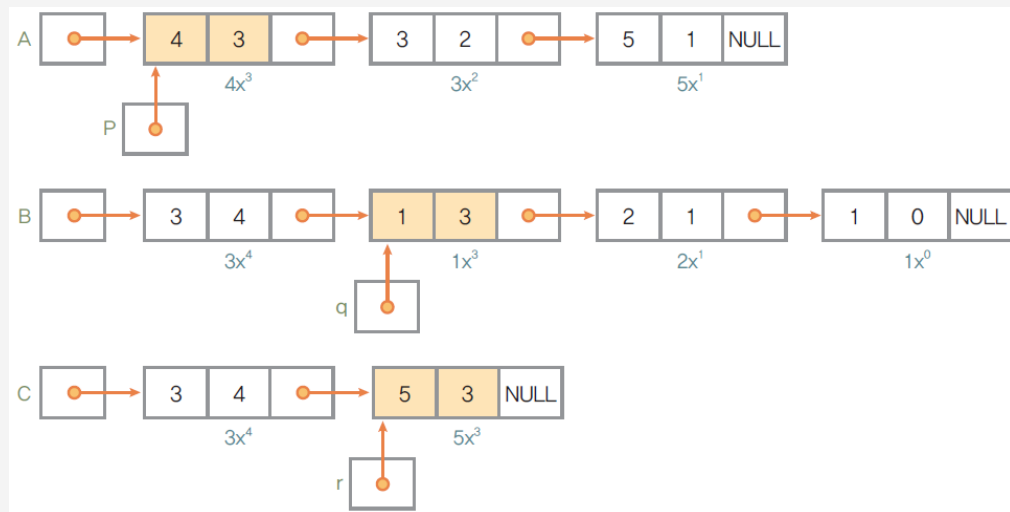 A 4 3 3 2 5 1 NULL
4x³ 3x² 5x¹
P
B 3 4 1 3 2 1 1 0 NULL
3x⁴ 1x³ 2x¹ 1x⁰
q
C 3 4 5 3 NULL
3x⁴ 5x³
r